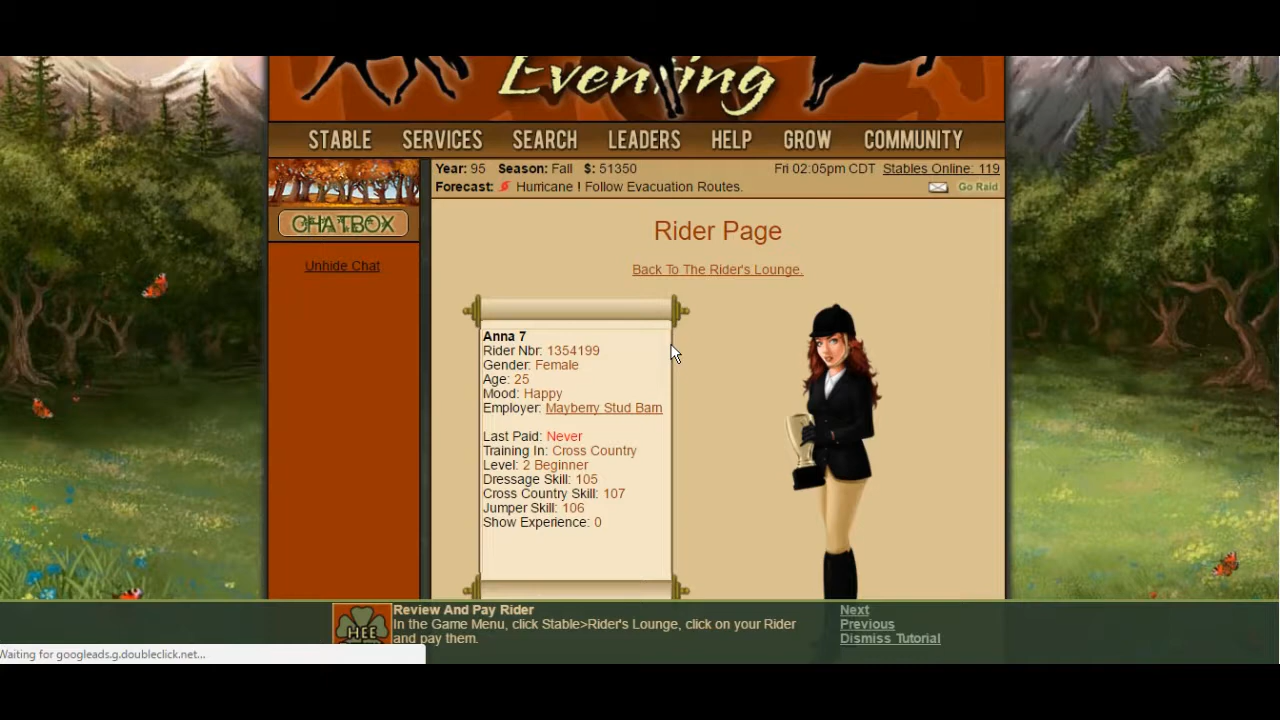 Eventing
STABLE SERVICES SEARCH LEADERS HELP GROW COMMUNITY
Year: 95 Season: Fall $: 51350 Fri 02:05pm CDT Stables Online: 119
Forecast: Hurricane ! Follow Evacuation Routes. Go Raid
CHATBOX
Unhide Chat
Rider Page
Back To The Rider's Lounge.
Anna 7
Rider Nbr: 1354199
Gender: Female
Age: 25
Mood: Happy
Employer: Mayberry Stud Barn
Last Paid: Never
Training In: Cross Country
Level: 2 Beginner
Dressage Skill: 105
Cross Country Skill: 107
Jumper Skill: 106
Show Experience: 0
HEE
Review And Pay Rider
In the Game Menu, click Stable>Rider's Lounge, click on your Rider
and pay them.
Next
Previous
Dismiss Tutorial
Waiting for googleads.g.doubleclick.net...